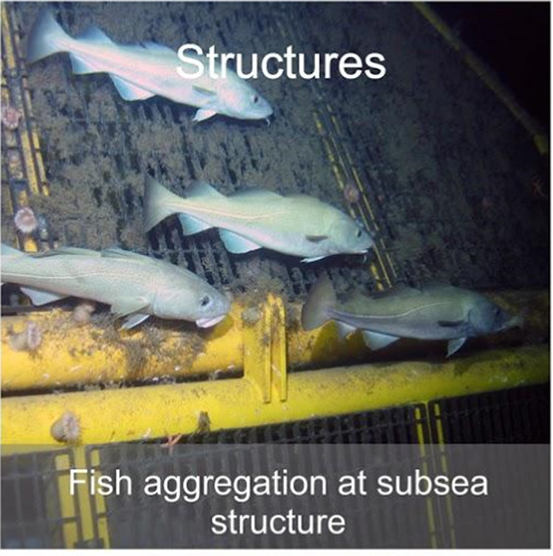 Structures
Fish aggregation at subsea
structure